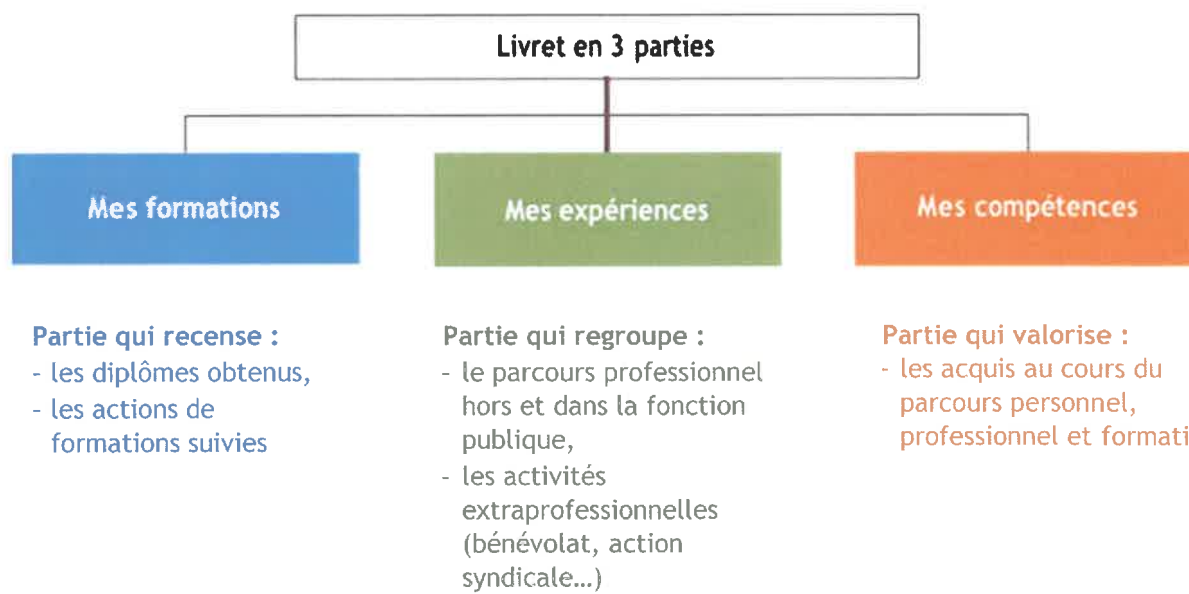 Livret en 3 parties
Mes formations
Mes expériences
Mes compétences
Partie qui recense :
- les diplômes obtenus,
- les actions de
formations suivies
Partie qui regroupe :
- le parcours professionnel
hors et dans la fonction
publique,
- les activités
extraprofessionnelles
(bénévolat, action
syndicale...)
Partie qui valorise :
- les acquis au cours du
parcours personnel,
professionnel et formati